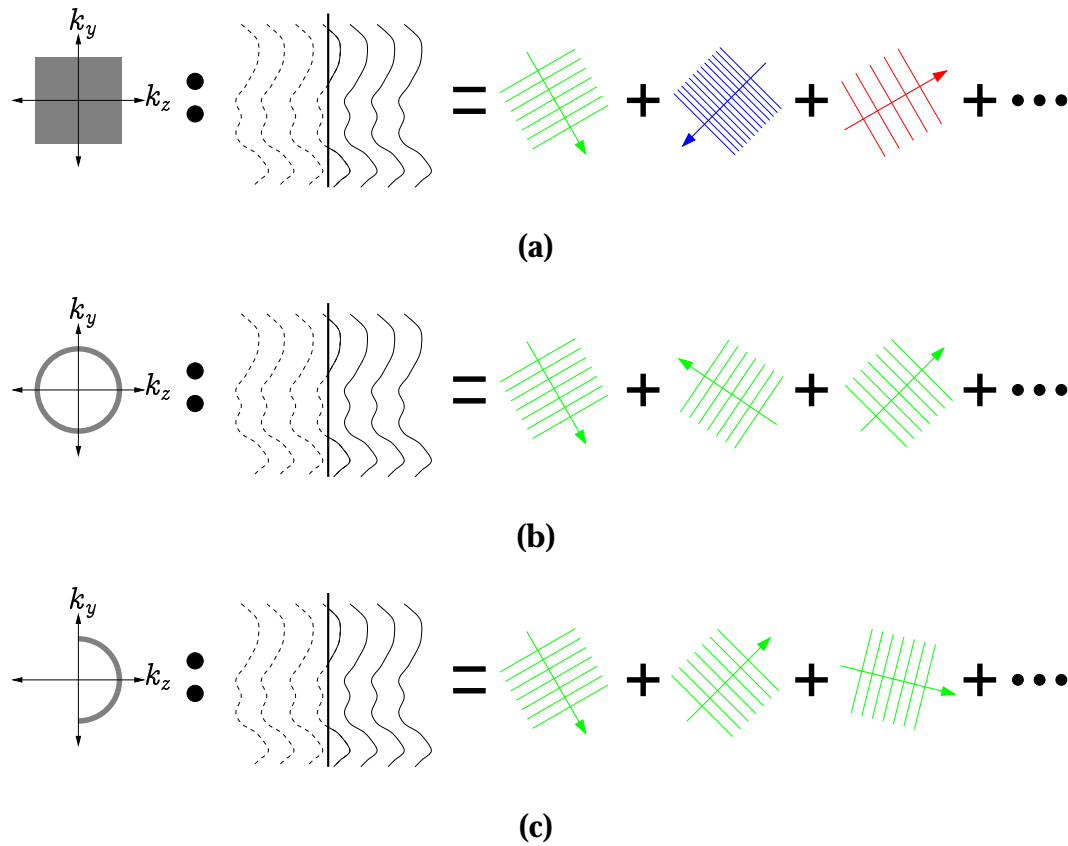 k_y
k_z : = + + + •••
(a)
k_y
k_z : = + + + •••
(b)
k_y
k_z : = + + + •••
(c)